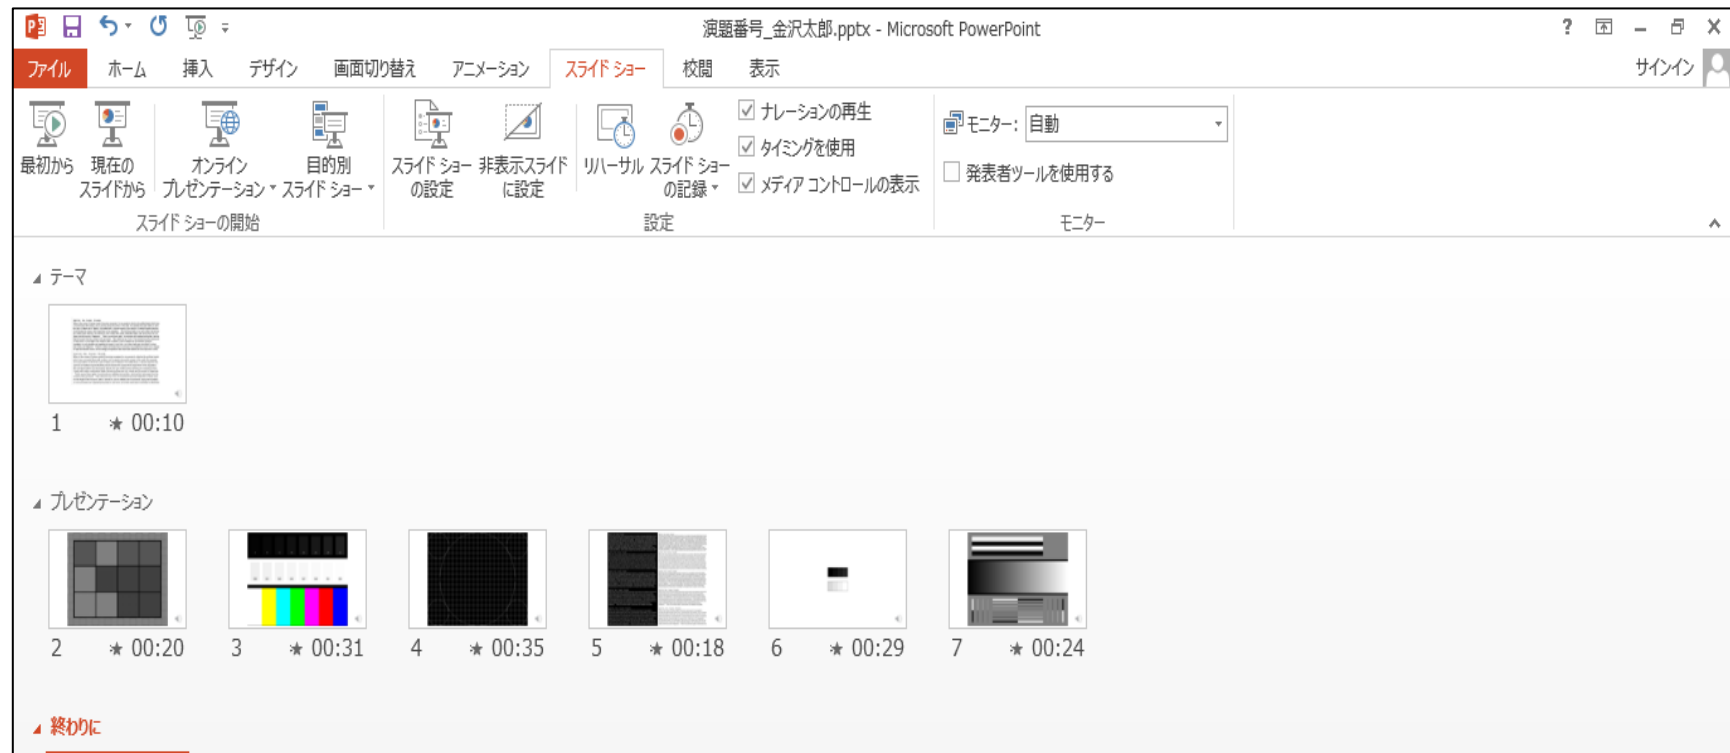 演題番号_金沢太郎.pptx - Microsoft PowerPoint
ファイル ホーム 挿入 デザイン 画面切り替え アニメーション スライド ショー 校閲 表示 サインイン
最初から
現在の
スライドから
オンライン
プレゼンテーション
目的別
スライド ショー
スライド ショー
の設定
非表示スライド
に設定
リハーサル
スライド ショー
の記録
ナレーションの再生
タイミングを使用
メディア コントロールの表示
モニター: 自動
発表者ツールを使用する
スライド ショーの開始 設定 モニター
テーマ
1 00:10
プレゼンテーション
2 00:20 3 00:31 4 00:35 5 00:18 6 00:29 7 00:24
終わりに